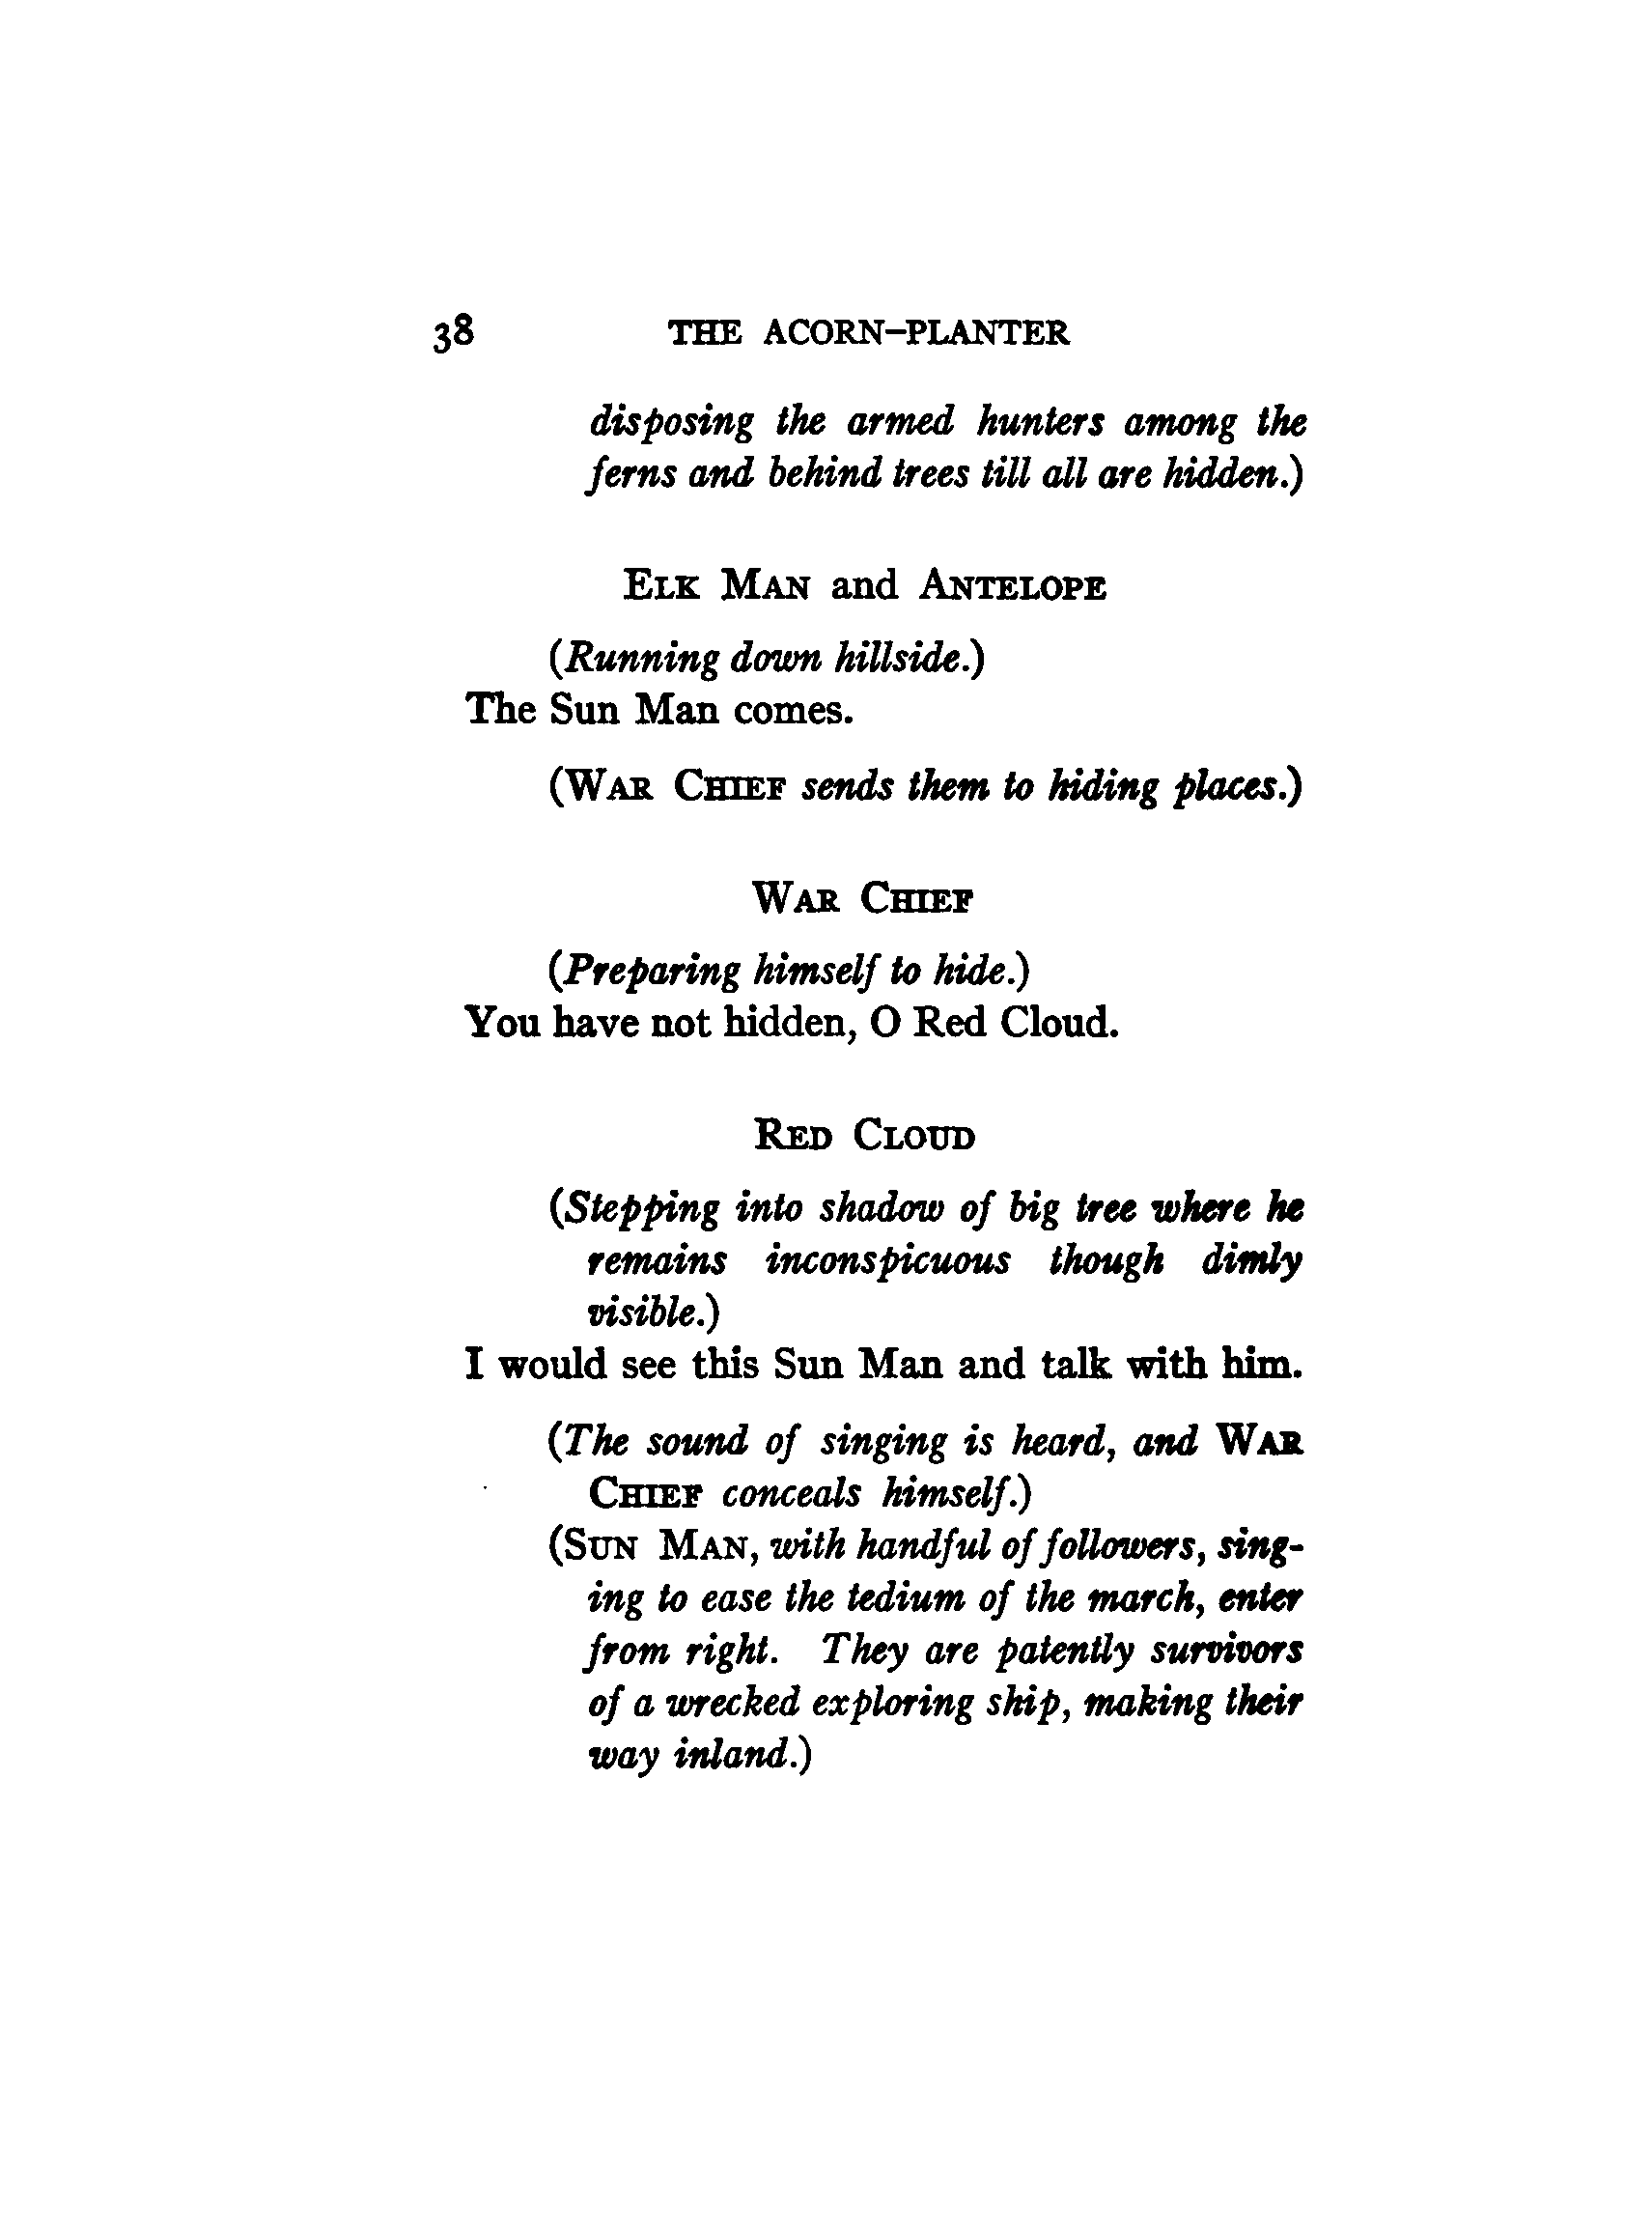 38 THE ACORN-PLANTER
disposing the armed hunters among the
ferns and behind trees till all are hidden.)
ELK MAN and ANTELOPE
(Running down hillside.)
The Sun Man comes.
(WAR CHIEF sends them to hiding places.)
WAR CHIEF
(Preparing himself to hide.)
You have not hidden, O Red Cloud.
RED CLOUD
(Stepping into shadow of big tree where he
remains inconspicuous though dimly
visible.)
I would see this Sun Man and talk with him.
(The sound of singing is heard, and WAR
CHIEF conceals himself.)
(SUN MAN, with handful of followers, sing-
ing to ease the tedium of the march, enter
from right. They are patently survivors
of a wrecked exploring ship, making their
way inland.)